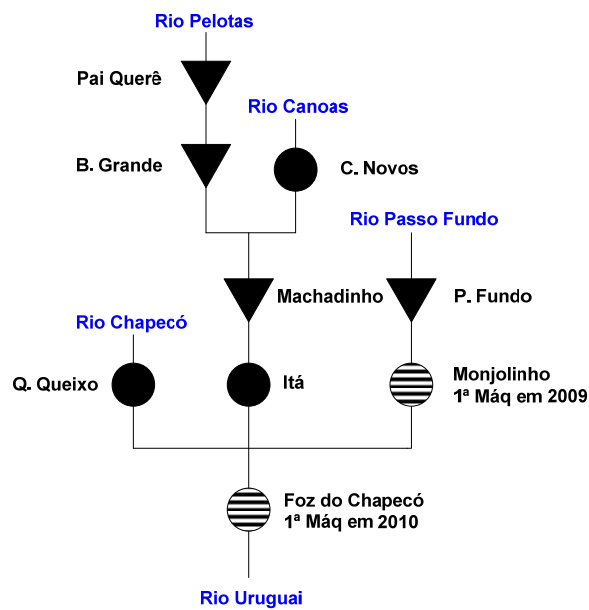 Rio Pelotas
Pai Querê
Rio Canoas
B. Grande
C. Novos
Rio Passo Fundo
Machadinho
P. Fundo
Rio Chapecó
Q. Queixo
Itá
Monjolinho
1ª Máq em 2009
Foz do Chapecó
1ª Máq em 2010
Rio Uruguai